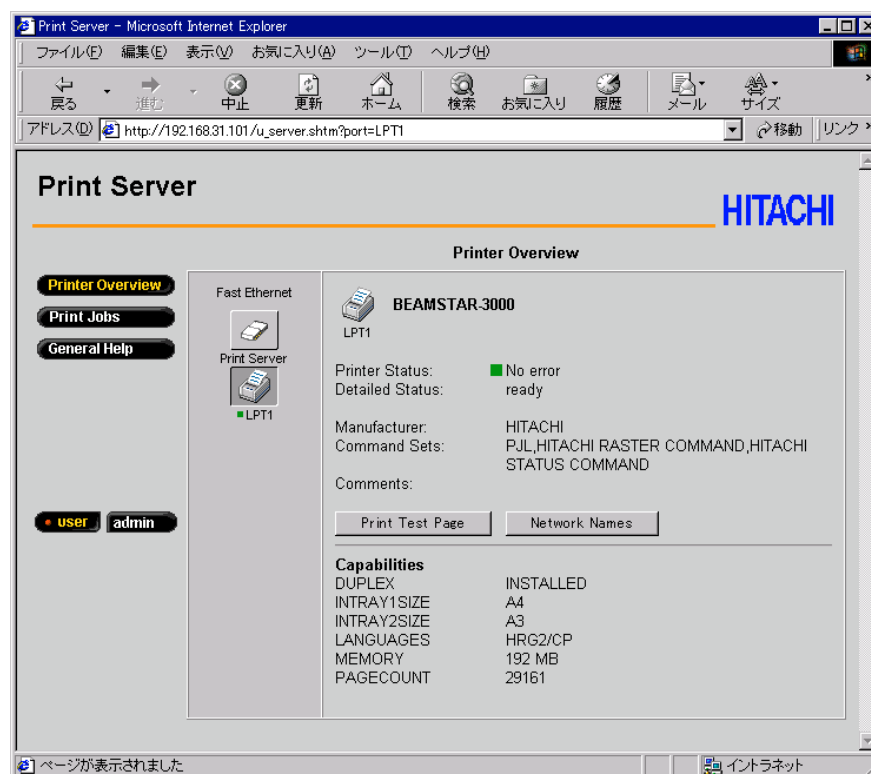 Print Server - Microsoft Internet Explorer
ファイル(F) 編集(E) 表示(V) お気に入り(A) ツール(T) ヘルプ(H)
戻る 進む 中止 更新 ホーム 検索 お気に入り 履歴 メール サイズ »
アドレス(D) http://192.168.31.101/u_server.shtm?port=LPT1 移動 リンク »
Print Server
HITACHI
Printer Overview
Printer Overview
Print Jobs
General Help
user admin
Fast Ethernet
Print Server
LPT1
BEAMSTAR-3000
LPT1
Printer Status: No error
Detailed Status: ready
Manufacturer: HITACHI
Command Sets: PJL,HITACHI RASTER COMMAND,HITACHI
STATUS COMMAND
Comments:
Print Test Page Network Names
Capabilities
DUPLEX INSTALLED
INTRAY1SIZE A4
INTRAY2SIZE A3
LANGUAGES HRG2/CP
MEMORY 192 MB
PAGECOUNT 29161
ページが表示されました イントラネット